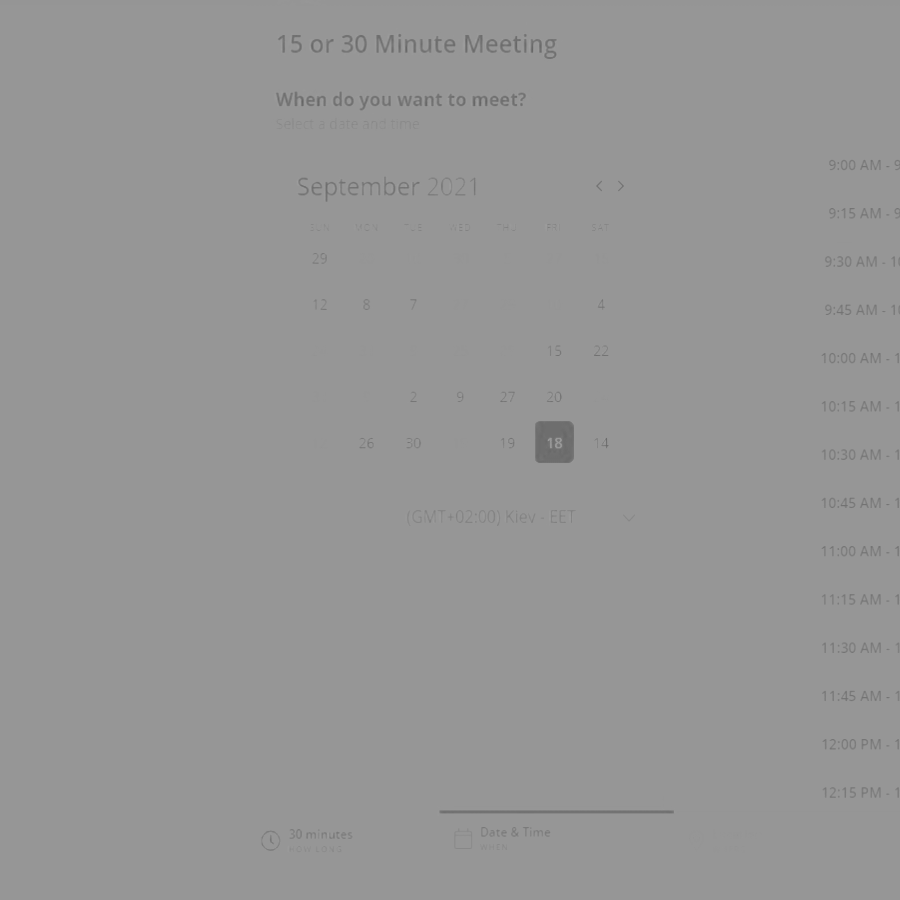 15 or 30 Minute Meeting
When do you want to meet?
Select a date and time
September 2021
SUN MON TUE WED THU FRI SAT
29
12 8 7 4
15 22
2 9 27 20
26 30 19 18 14
(GMT+02:00) Kiev - EET
9:00 AM - 9
9:15 AM - 9
9:30 AM - 10
9:45 AM - 10
10:00 AM - 1
10:15 AM - 1
10:30 AM - 1
10:45 AM - 1
11:00 AM - 1
11:15 AM - 1
11:30 AM - 1
11:45 AM - 1
12:00 PM - 1
12:15 PM - 1
30 minutes
HOW LONG
Date & Time
WHEN